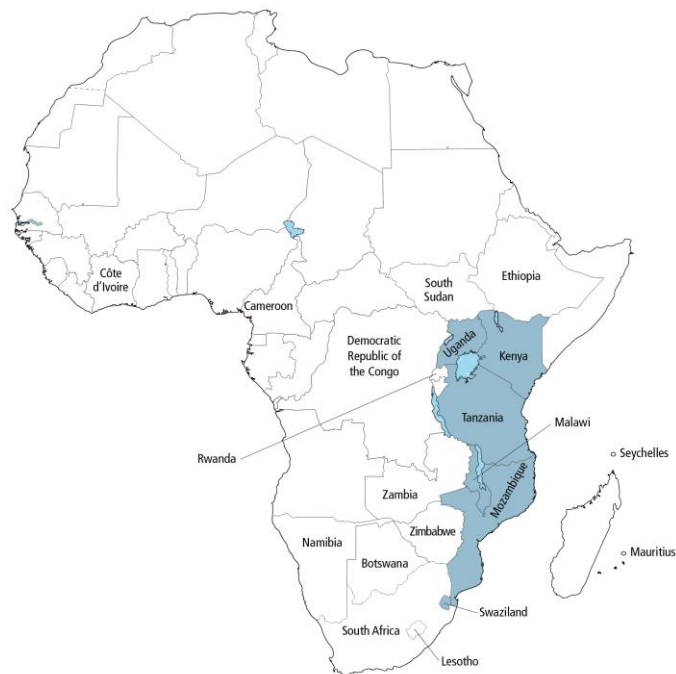 Côte
d'Ivoire
Cameroon
South
Sudan
Ethiopia
Democratic
Republic of
the Congo
Uganda
Kenya
Rwanda
Tanzania
Malawi
Seychelles
Zambia
Mozambique
Namibia
Zimbabwe
Botswana
Mauritius
Swaziland
South Africa
Lesotho